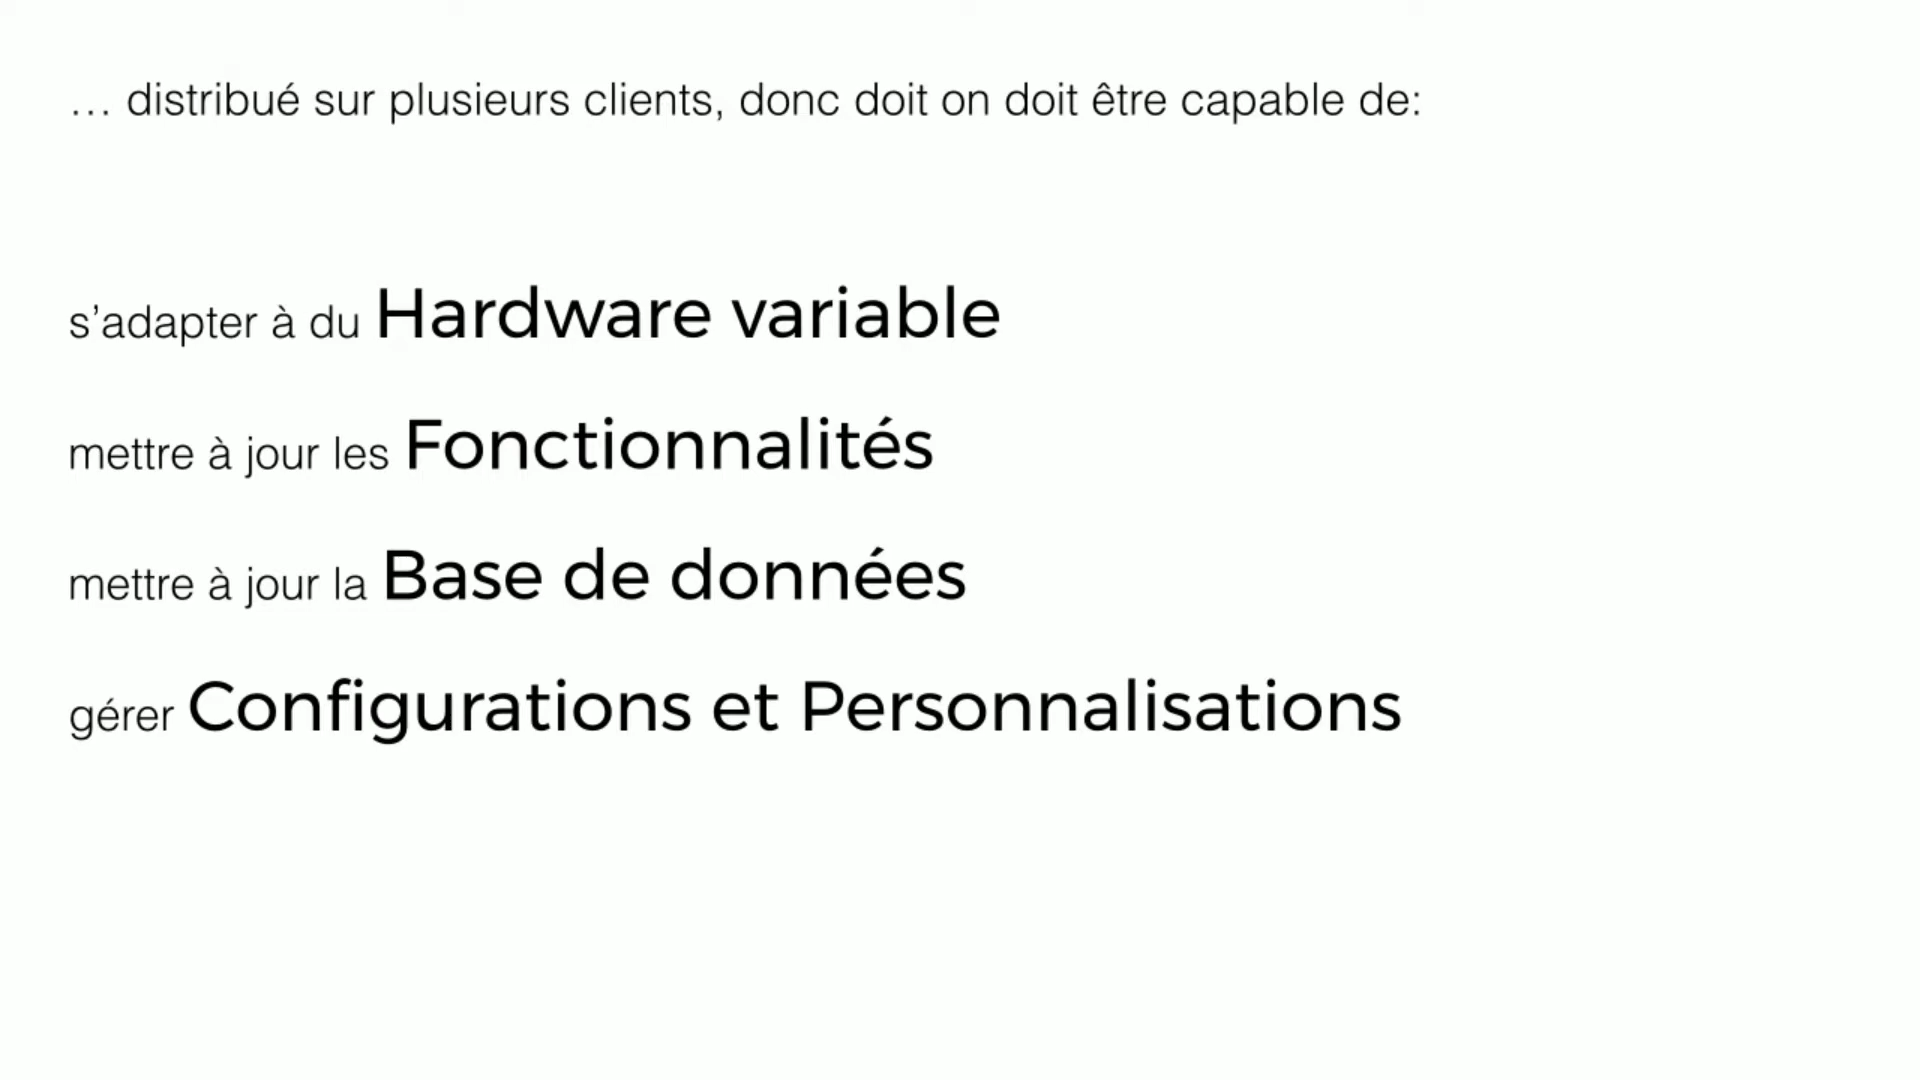 … distribué sur plusieurs clients, donc doit on doit être capable de:
s’adapter à du Hardware variable
mettre à jour les Fonctionnalités
mettre à jour la Base de données
gérer Configurations et Personnalisations